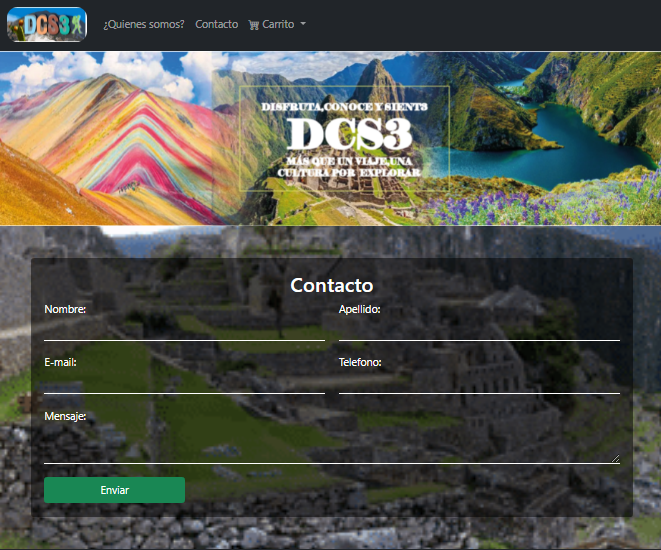 DCS3
¿Quienes somos? Contacto Carrito
DISFRUTA,CONOCE Y SIENT3
DCS3
MÁS QUE UN VIAJE,UNA
CULTURA POR EXPLORAR
Contacto
Nombre: Apellido:
E-mail: Telefono:
Mensaje:
Enviar